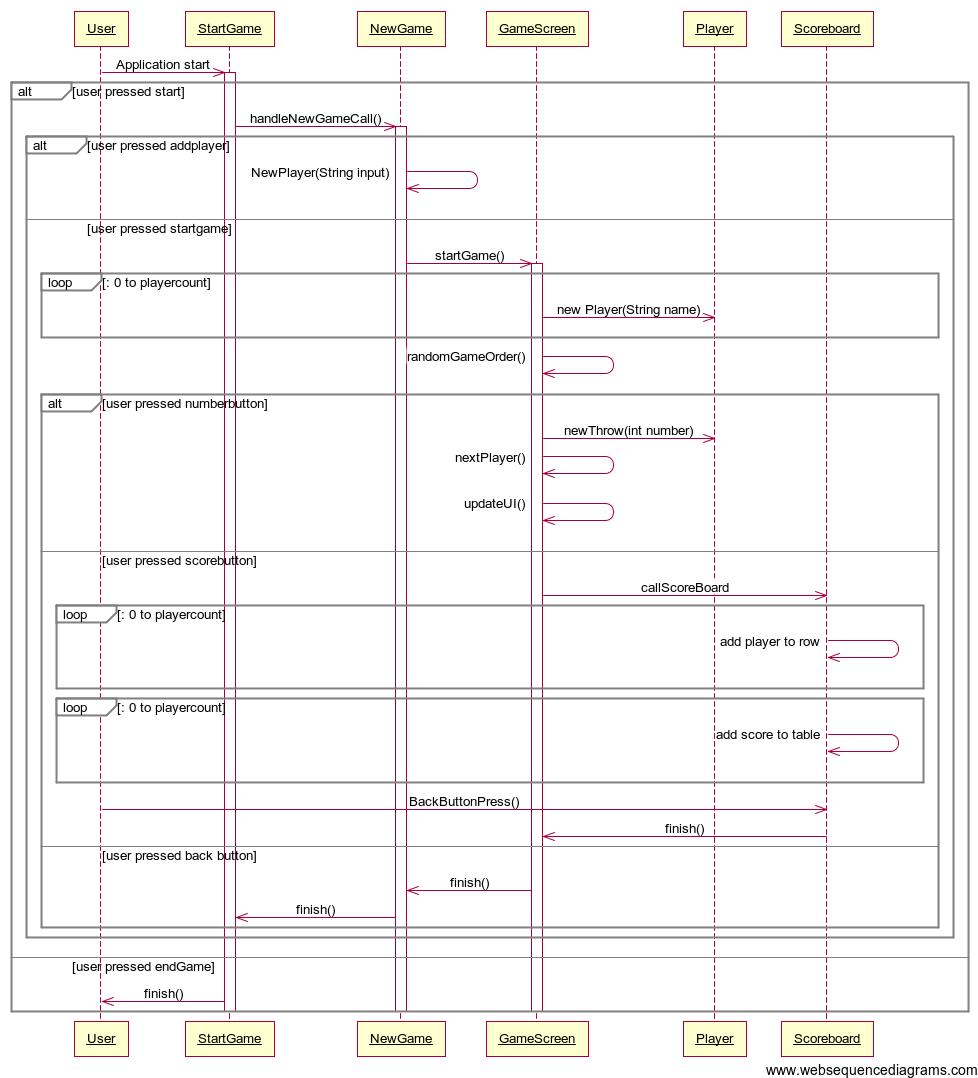 User StartGame NewGame GameScreen Player Scoreboard
Application start
alt [user pressed start]
handleNewGameCall()
alt [user pressed addplayer]
NewPlayer(String input)
[user pressed startgame]
startGame()
loop [: 0 to playercount]
new Player(String name)
randomGameOrder()
alt [user pressed numberbutton]
newThrow(int number)
nextPlayer()
updateUI()
[user pressed scorebutton]
callScoreBoard
loop [: 0 to playercount]
add player to row
loop [: 0 to playercount]
add score to table
BackButtonPress()
finish()
[user pressed back button]
finish()
finish()
[user pressed endGame]
finish()
User StartGame NewGame GameScreen Player Scoreboard
www.websequencediagrams.com